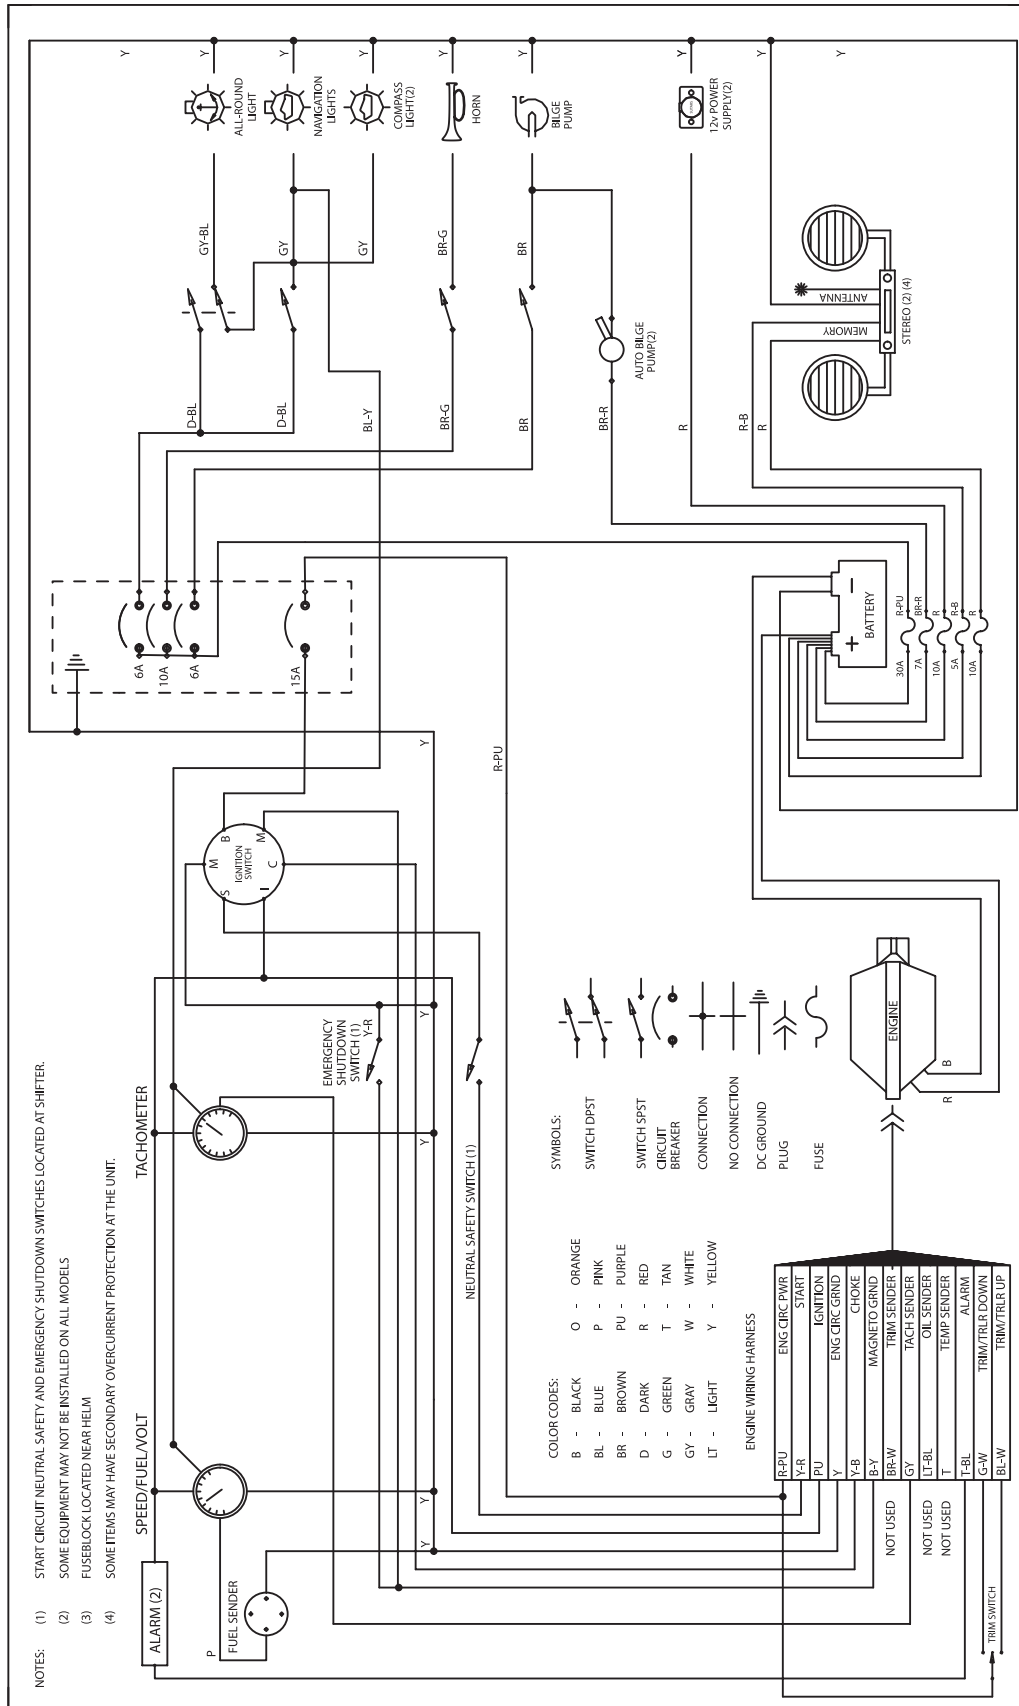 NOTES:
(1) START CIRCUIT NEUTRAL SAFETY AND EMERGENCY SHUTDOWN SWITCHES LOCATED AT SHIFTER.
(2) SOME EQUIPMENT MAY NOT BE INSTALLED ON ALL MODELS
(3) FUSEBLOCK LOCATED NEAR HELM
(4) SOME ITEMS MAY HAVE SECONDARY OVERCURRENT PROTECTION AT THE UNIT.
ALARM (2)
SPEED/FUEL/VOLT
TACHOMETER
P
FUEL SENDER
Y
Y
Y
Y
Y
EMERGENCY
SHUTDOWN
SWITCH (1)
Y-R
NEUTRAL SAFETY SWITCH (1)
M
B
S
M
I
C
IGNITION
SWITCH
R-PU
6A
10A
6A
15A
D-BL
D-BL
BL-Y
BR-G
BR
BR-R
R
R-B
R
GY-BL
GY
GY
BR-G
BR
Y
Y
Y
Y
Y
Y
Y
Y
Y
ALL-ROUND
LIGHT
NAVIGATION
LIGHTS
COMPASS
LIGHT(2)
HORN
BILGE
PUMP
12v POWER
SUPPLY(2)
AUTO BILGE
PUMP(2)
ANTENNA
MEMORY
STEREO (2) (4)
BATTERY
+
−
30A R-PU
7A BR-R
10A R
5A R-B
10A R
COLOR CODES:
B - BLACK O - ORANGE
BL - BLUE P - PINK
BR - BROWN PU - PURPLE
D - DARK R - RED
G - GREEN T - TAN
GY - GRAY W - WHITE
LT - LIGHT Y - YELLOW
SYMBOLS:
SWITCH DPST
SWITCH SPST
CIRCUIT
BREAKER
CONNECTION
NO CONNECTION
DC GROUND
PLUG
FUSE
ENGINE
R
B
ENGINE WIRING HARNESS
R-PU ENG CIRC PWR
Y-R START
PU IGNITION
Y ENG CIRC GRND
Y-B CHOKE
B-Y MAGNETO GRND
NOT USED BR-W TRIM SENDER
GY TACH SENDER
NOT USED LT-BL OIL SENDER
NOT USED T TEMP SENDER
T-BL ALARM
G-W TRIM/TRLR DOWN
BL-W TRIM/TRLR UP
TRIM SWITCH